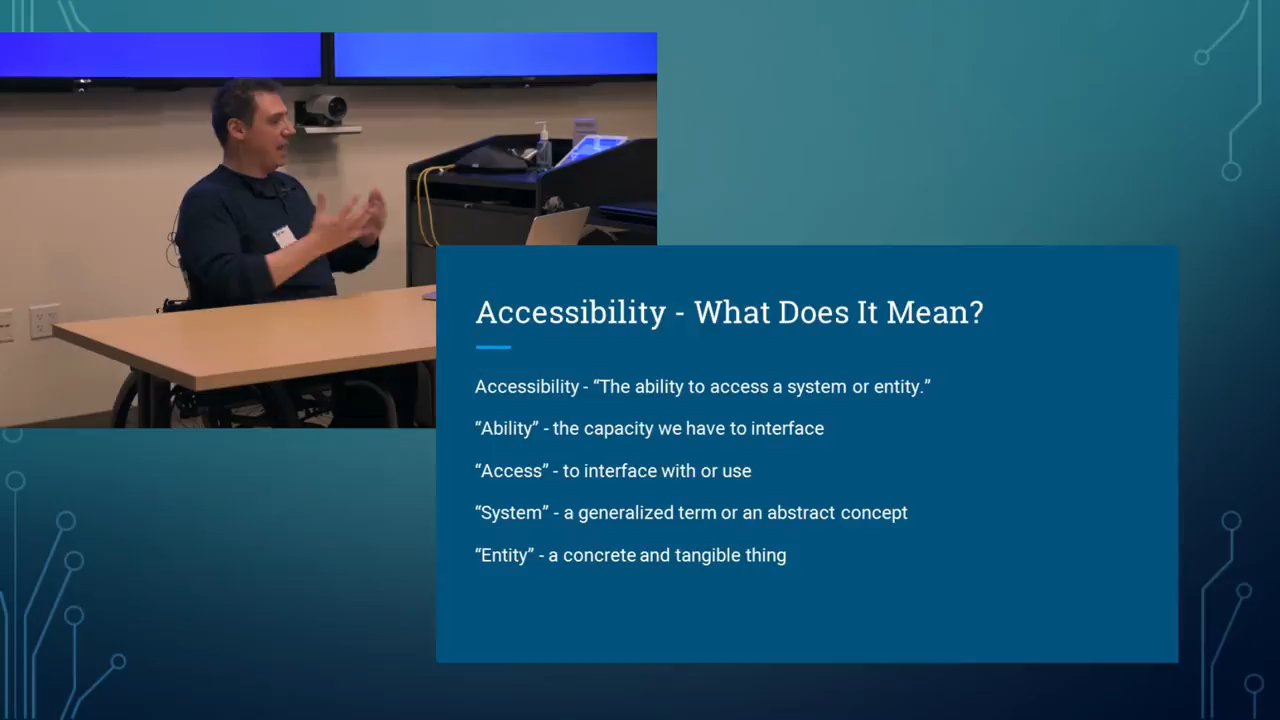 Accessibility - What Does It Mean?
Accessibility - “The ability to access a system or entity.”
“Ability” - the capacity we have to interface
“Access” - to interface with or use
“System” - a generalized term or an abstract concept
“Entity” - a concrete and tangible thing